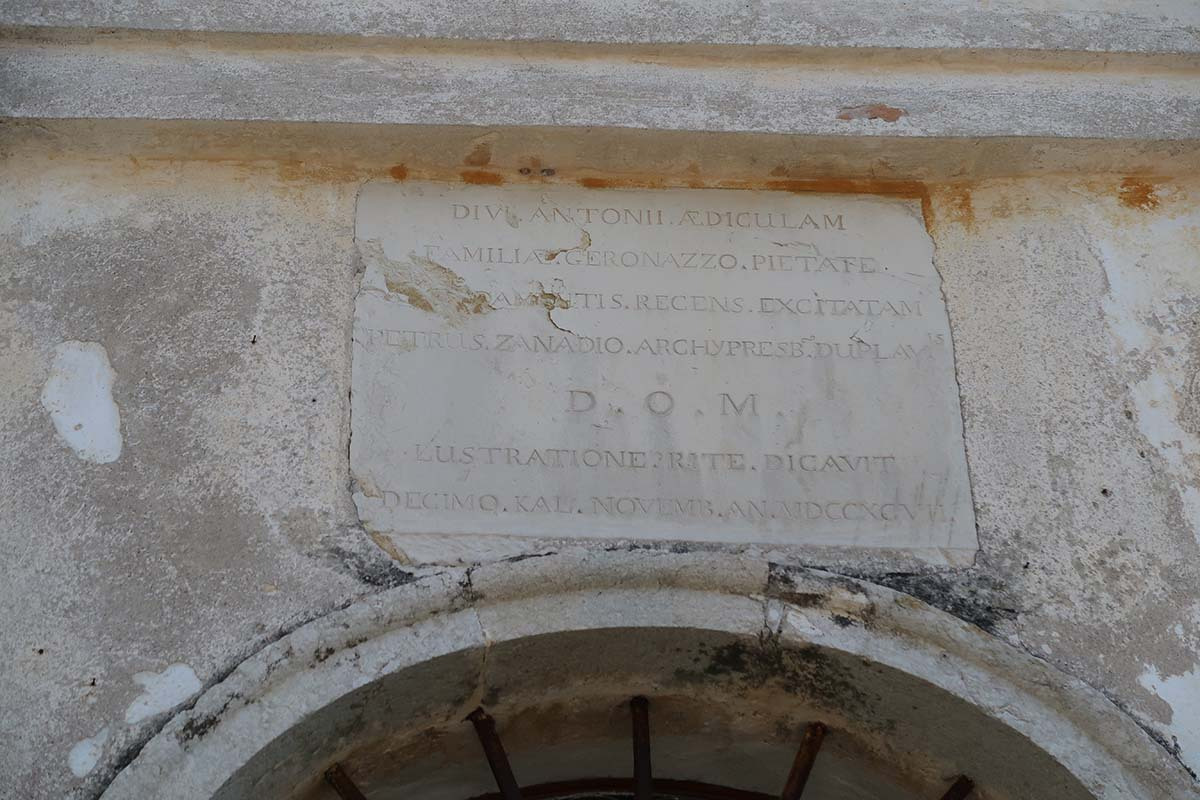 DIVI . ANTONII . ÆDICULAM
FAMILIÆ . GERONAZZO . PIETATE
RECENS . EXCITATAM
PETRUS . ZANADIO . ARCHYPRESB . DUPLAV IS
D . O . M .
LUSTRATIONE . RITE . DICAVIT
DECIMO . KAL . NOVEMB . AN .